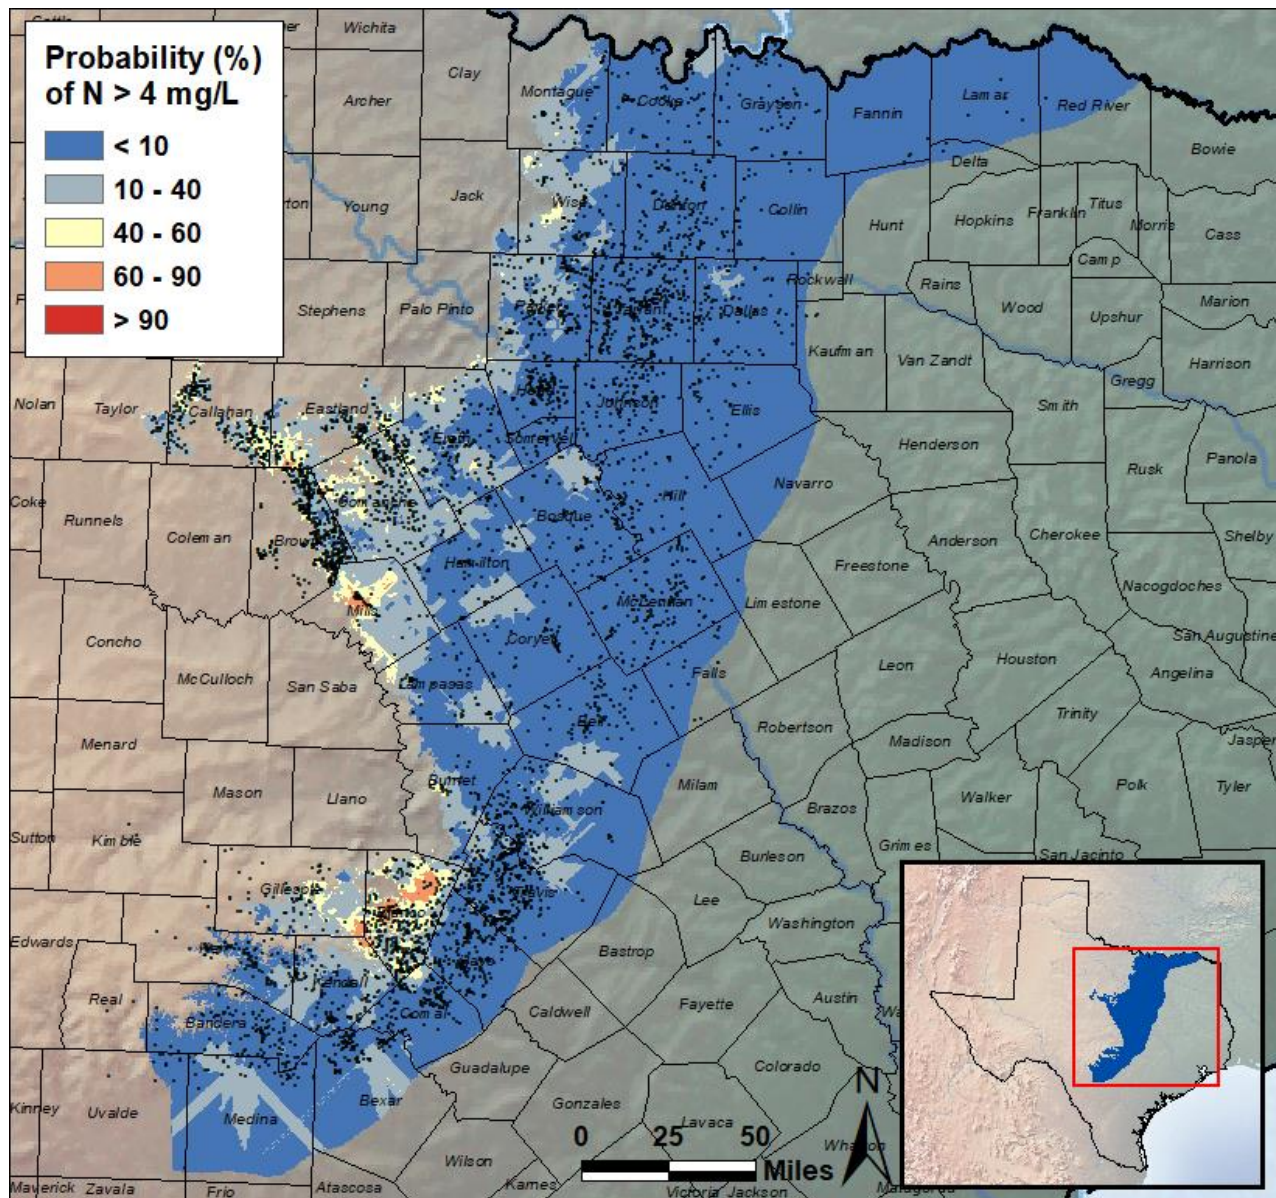 Probability (%)
of N > 4 mg/L
< 10
10 - 40
40 - 60
60 - 90
> 90
Wichita
Clay
Montague
Cooke
Grayson
Fannin
Lamar
Red River
Archer
Bowie
Delta
Young
Jack
Wise
Denton
Collin
Hunt
Hopkins
Franklin
Titus
Morris
Cass
Camp
Rockwall
Rains
Wood
Marion
Upshur
Stephens
Palo Pinto
Parker
Tarrant
Dallas
Kaufman
Van Zandt
Harrison
Gregg
Nolan
Taylor
Callahan
Eastland
Erath
Hood
Somervell
Johnson
Ellis
Smith
Henderson
Rusk
Panola
Coke
Runnels
Coleman
Brown
Comanche
Bosque
Hill
Navarro
Anderson
Cherokee
Shelby
Hamilton
Freestone
Nacogdoches
Mills
McLennan
Limestone
Concho
Coryell
San Augustine
McCulloch
San Saba
Lampasas
Falls
Leon
Houston
Angelina
Bell
Robertson
Trinity
Menard
Madison
Jasper
Burnet
Milam
Mason
Llano
Williamson
Brazos
Walker
Polk
Tyler
Sutton
Kimble
Grimes
San Jacinto
Burleson
Gillespie
Travis
Lee
Washington
Edwards
Kerr
Hays
Bastrop
Real
Kendall
Comal
Caldwell
Fayette
Austin
Bandera
Guadalupe
Colorado
Kinney
Uvalde
Medina
Bexar
Gonzales
Lavaca
N
0 25 50
Miles
Wilson
Maverick
Zavala
Frio
Atascosa
Karnes
Victoria
Jackson